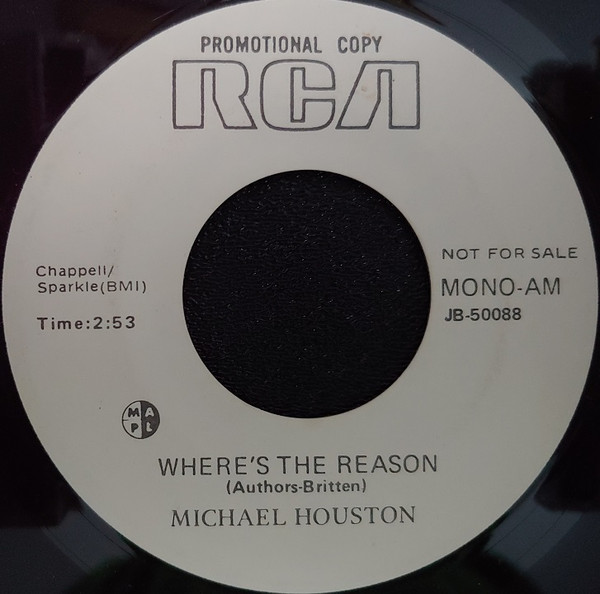 PROMOTIONAL COPY
RCA
NOT FOR SALE
MONO-AM
JB-50088
Chappell/
Sparkle(BMI)
Time:2:53
M A
P L
WHERE'S THE REASON
(Authors-Britten)
MICHAEL HOUSTON